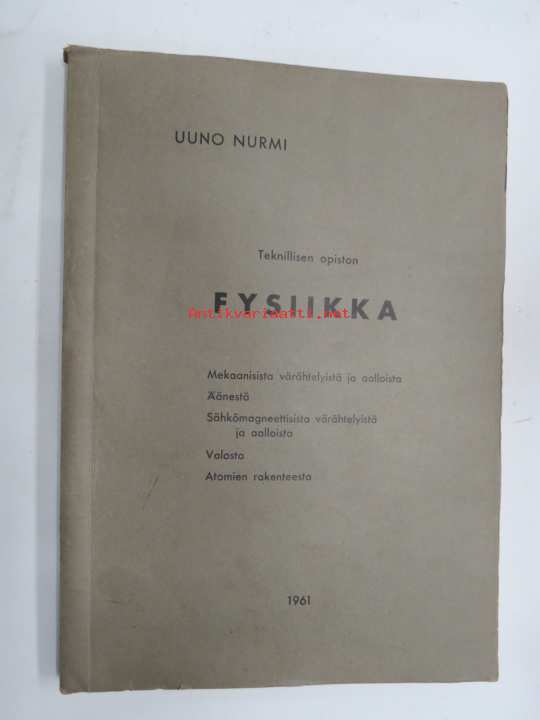 UUNO NURMI
Teknillisen opiston
FYSIIKKA
Antikvariaatti.net
Mekaanisista värähtelyistä ja aalloista
Äänestä
Sähkömagneettisista värähtelyistä
ja aalloista
Valosta
Atomien rakenteesta
1961